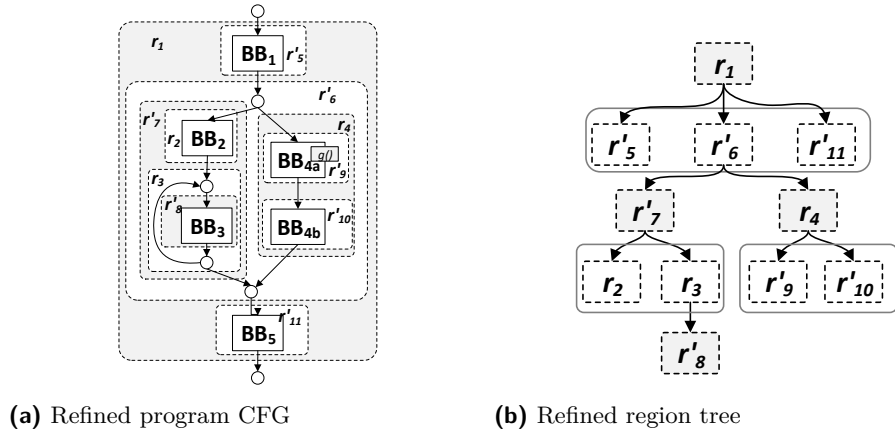 r₁
BB₁
r'₅
r'₆
r'₇
r₂
BB₂
r₄
BB₄ₐ
g()
r'₉
r₃
r'₈
BB₃
r'₁₀
BB₄b
r'₁₁
BB₅
(a) Refined program CFG
r₁
r'₅ r'₆ r'₁₁
r'₇ r₄
r₂ r₃ r'₉ r'₁₀
r'₈
(b) Refined region tree